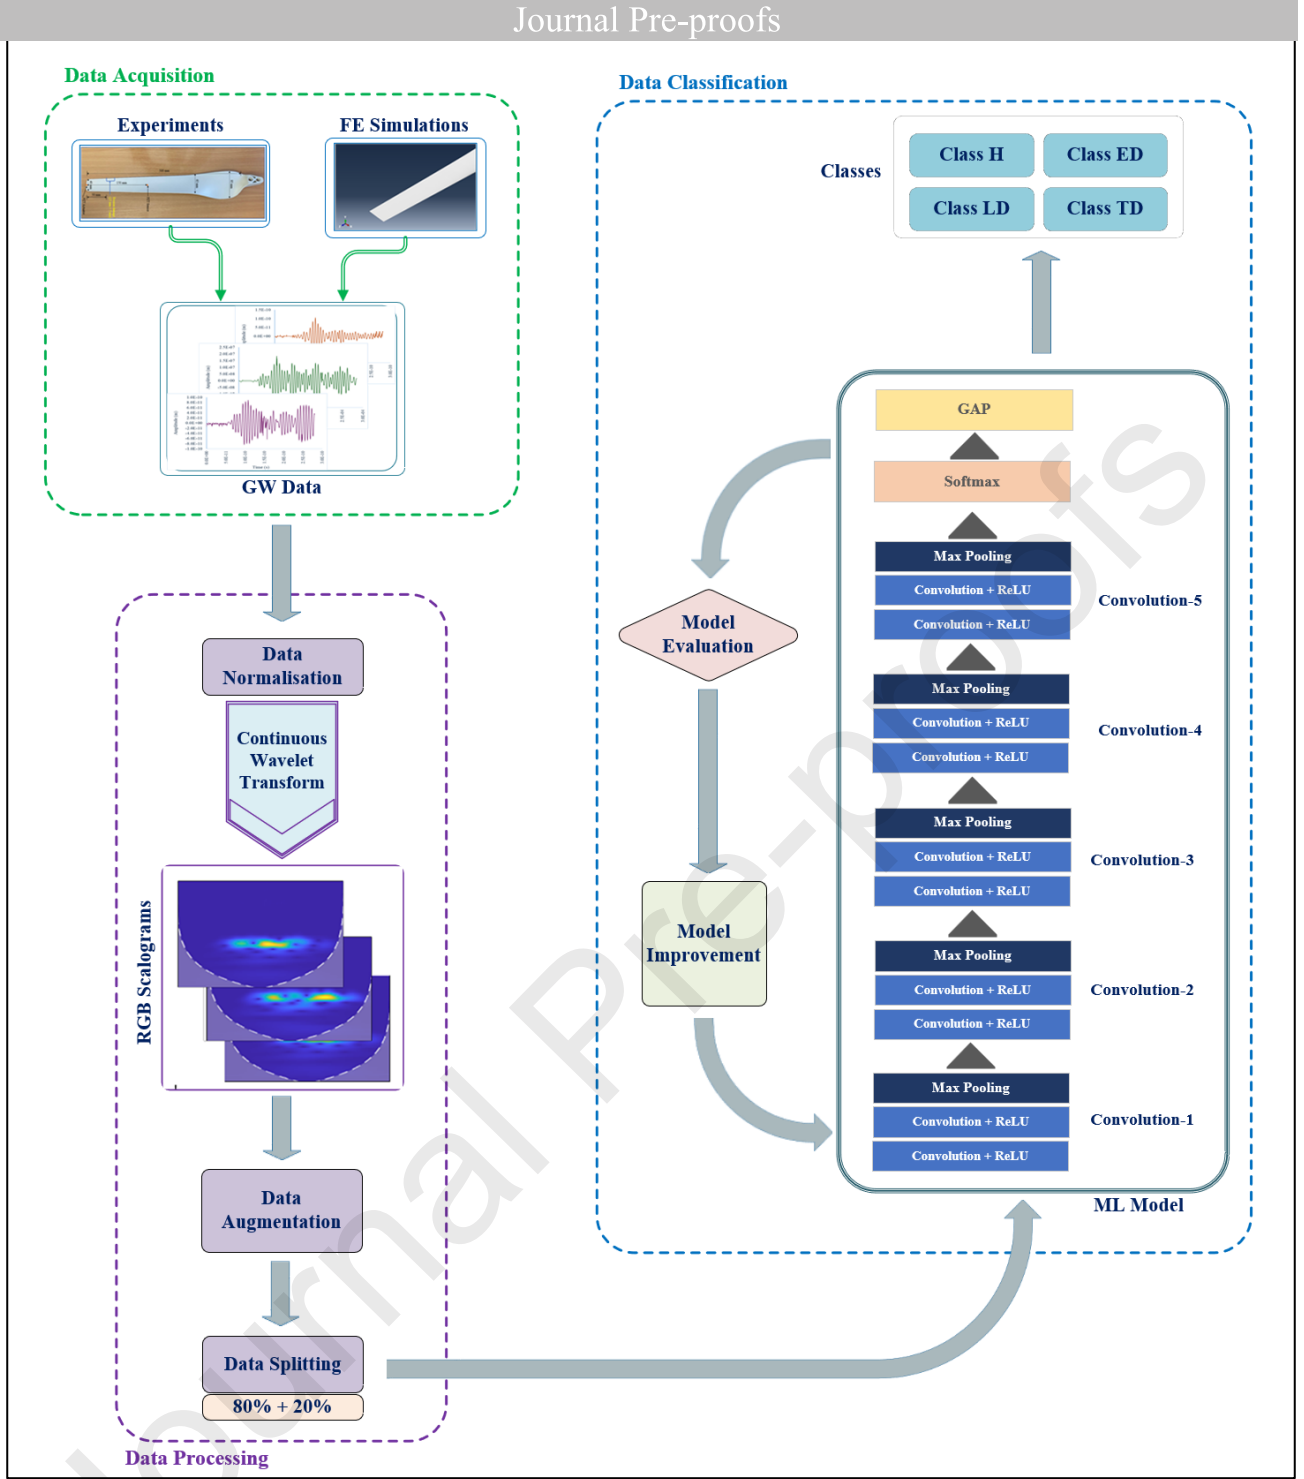 Journal Pre-proofs
Data Acquisition
Experiments
FE Simulations
GW Data
Data
Normalisation
Continuous
Wavelet
Transform
RGB Scalograms
Data
Augmentation
Data Splitting
80% + 20%
Data Processing
Data Classification
Classes
Class H
Class ED
Class LD
Class TD
GAP
Softmax
Max Pooling
Convolution + ReLU
Convolution + ReLU
Convolution-5
Max Pooling
Convolution + ReLU
Convolution + ReLU
Convolution-4
Max Pooling
Convolution + ReLU
Convolution + ReLU
Convolution-3
Max Pooling
Convolution + ReLU
Convolution + ReLU
Convolution-2
Max Pooling
Convolution + ReLU
Convolution + ReLU
Convolution-1
ML Model
Model
Evaluation
Model
Improvement
Journal Pre-proofs